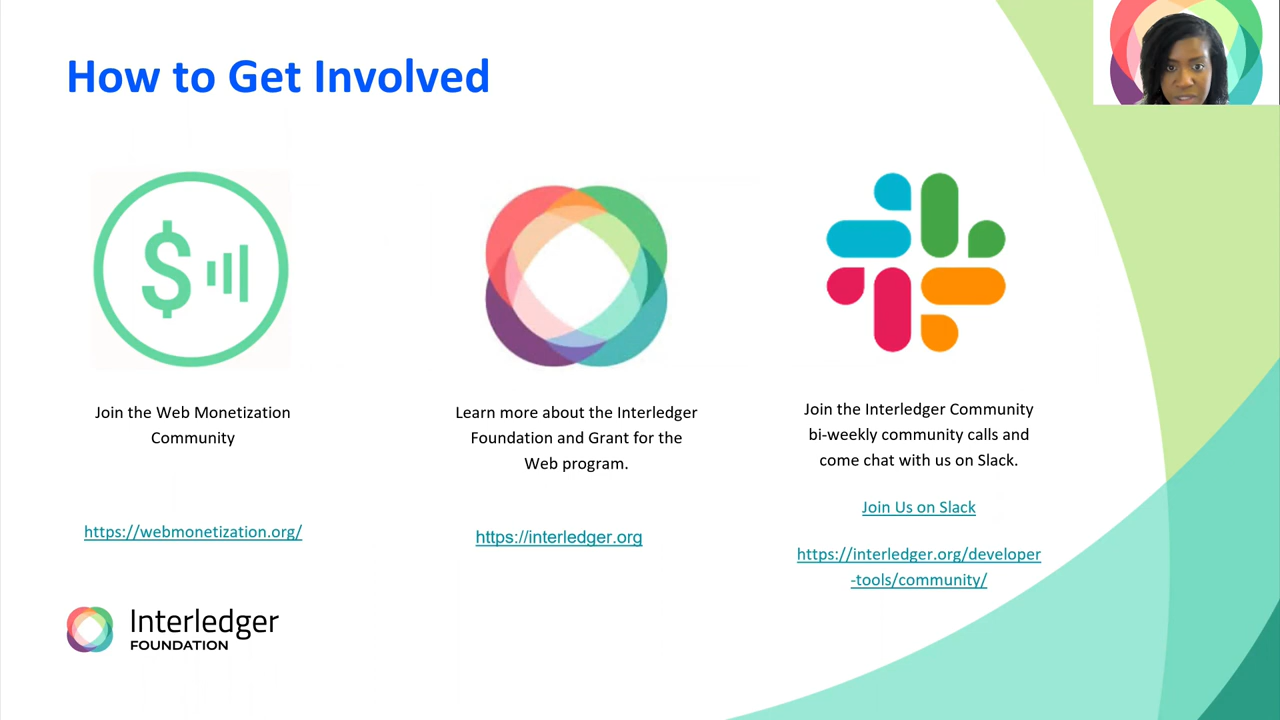 How to Get Involved
Join the Web Monetization
Community
https://webmonetization.org/
Learn more about the Interledger
Foundation and Grant for the
Web program.
https://interledger.org
Join the Interledger Community
bi-weekly community calls and
come chat with us on Slack.
Join Us on Slack
https://interledger.org/developer
-tools/community/
Interledger
FOUNDATION